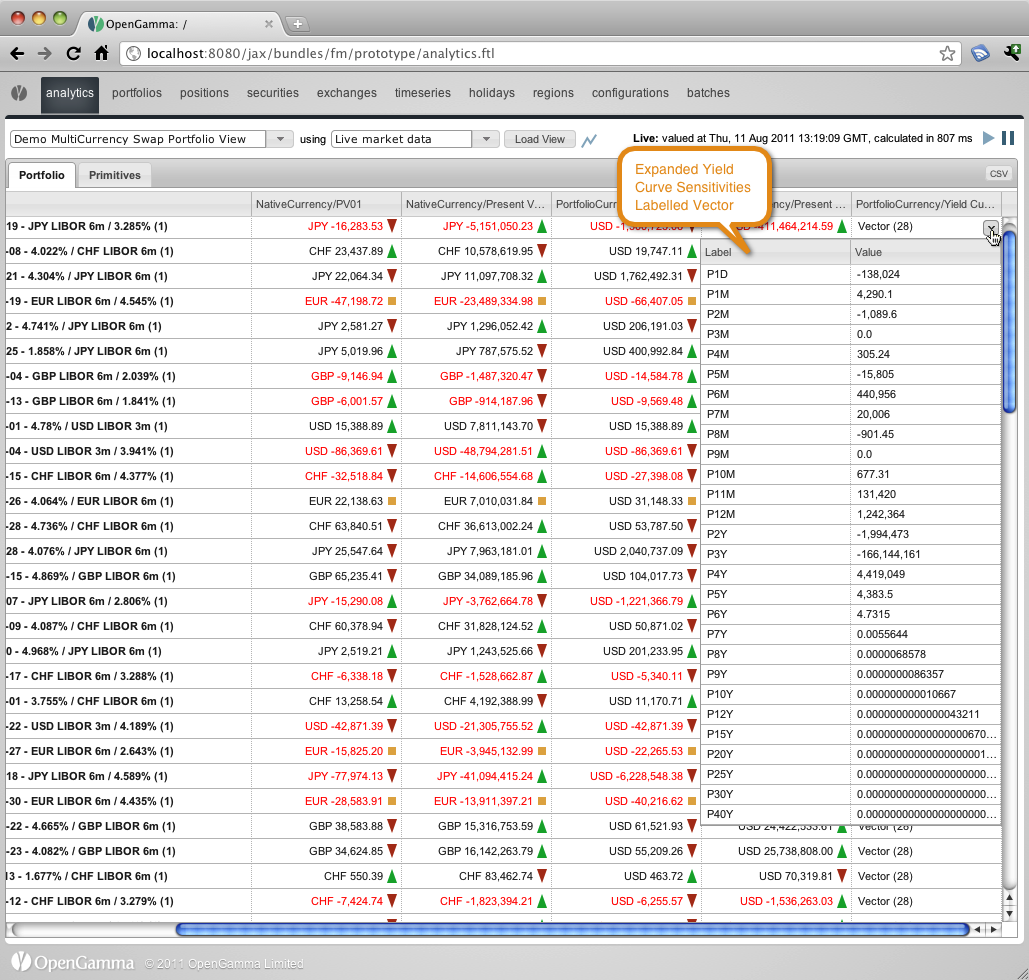 OpenGamma: /
localhost:8080/jax/bundles/fm/prototype/analytics.ftl
analytics portfolios positions securities exchanges timeseries holidays regions configurations batches
Demo MultiCurrency Swap Portfolio View using Live market data Load View Live: valued at Thu, 11 Aug 2011 13:19:09 GMT, calculated in 807 ms
Expanded Yield
Curve Sensitivities
Labelled Vector
Portfolio Primitives CSV
NativeCurrency/PV01 NativeCurrency/Present V... PortfolioCurr y/Present ... PortfolioCurrency/Yield Cu...
19 - JPY LIBOR 6m / 3.285% (1) JPY -16,283.53 JPY -5,151,050.23 USD 411,464,214.59 Vector (28)
-08 - 4.022% / CHF LIBOR 6m (1) CHF 23,437.89 CHF 10,578,619.95 USD 19,747.11 Label Value
21 - 4.304% / JPY LIBOR 6m (1) JPY 22,064.34 JPY 11,097,708.32 USD 1,762,492.31 P1D -138,024
P1M 4,290.1
-19 - EUR LIBOR 6m / 4.545% (1) EUR -47,198.72 EUR -23,489,334.98 USD -66,407.05
P2M -1,089.6
2 - 4.741% / JPY LIBOR 6m (1) JPY 2,581.27 JPY 1,296,052.42 USD 206,191.03 P3M 0.0
25 - 1.858% / JPY LIBOR 6m (1) JPY 5,019.96 JPY 787,575.52 USD 400,992.84 P4M 305.24
-04 - GBP LIBOR 6m / 2.039% (1) GBP -9,146.94 GBP -1,487,320.47 USD -14,584.78 P5M -15,805
P6M 440,956
-13 - GBP LIBOR 6m / 1.841% (1) GBP -6,001.57 GBP -914,187.96 USD -9,569.48
P7M 20,006
-01 - 4.78% / USD LIBOR 3m (1) USD 15,388.89 USD 7,811,143.70 USD 15,388.89 P8M -901.45
-04 - USD LIBOR 3m / 3.941% (1) USD -86,369.61 USD -48,794,281.51 USD -86,369.61 P9M 0.0
-15 - CHF LIBOR 6m / 4.377% (1) CHF -32,518.84 CHF -14,606,554.68 USD -27,398.08 P10M 677.31
P11M 131,420
-26 - 4.064% / EUR LIBOR 6m (1) EUR 22,138.63 EUR 7,010,031.84 USD 31,148.33
P12M 1,242,364
-28 - 4.736% / CHF LIBOR 6m (1) CHF 63,840.51 CHF 36,613,002.24 USD 53,787.50 P2Y -1,994,473
28 - 4.076% / JPY LIBOR 6m (1) JPY 25,547.64 JPY 7,963,181.01 USD 2,040,737.09 P3Y -166,144,161
-15 - 4.869% / GBP LIBOR 6m (1) GBP 65,235.41 GBP 34,089,185.96 USD 104,017.73 P4Y 4,419,049
P5Y 4,383.5
07 - JPY LIBOR 6m / 2.806% (1) JPY -15,290.08 JPY -3,762,664.78 USD -1,221,366.79
P6Y 4.7315
-09 - 4.087% / CHF LIBOR 6m (1) CHF 60,378.94 CHF 31,828,124.52 USD 50,871.02 P7Y 0.0055644
0 - 4.968% / JPY LIBOR 6m (1) JPY 2,519.21 JPY 1,243,525.66 USD 201,233.95 P8Y 0.0000068578
-17 - CHF LIBOR 6m / 3.288% (1) CHF -6,338.18 CHF -1,528,662.87 USD -5,340.11 P9Y 0.0000000086357
P10Y 0.000000000010667
-01 - 3.755% / CHF LIBOR 6m (1) CHF 13,258.54 CHF 4,192,388.99 USD 11,170.71
P12Y 0.0000000000000043211
-22 - USD LIBOR 3m / 4.189% (1) USD -42,871.39 USD -21,305,755.52 USD -42,871.39 P15Y 0.0000000000000000670...
-27 - EUR LIBOR 6m / 2.643% (1) EUR -15,825.20 EUR -3,945,132.99 USD -22,265.53 P20Y 0.0000000000000000001...
18 - JPY LIBOR 6m / 4.589% (1) JPY -77,974.13 JPY -41,094,415.24 USD -6,228,548.38 P25Y 0.0000000000000000000...
P30Y 0.0000000000000000000...
-30 - EUR LIBOR 6m / 4.435% (1) EUR -28,583.91 EUR -13,911,397.21 USD -40,216.62
P40Y 0.0000000000000000000...
-22 - 4.665% / GBP LIBOR 6m (1) GBP 38,583.88 GBP 15,316,753.59 USD 61,521.93 USD 24,422,533.61 Vector (28)
-23 - 4.082% / GBP LIBOR 6m (1) GBP 34,624.85 GBP 16,142,263.79 USD 55,209.26 USD 25,738,808.00 Vector (28)
13 - 1.677% / CHF LIBOR 6m (1) CHF 550.39 CHF 83,462.74 USD 463.72 USD 70,319.81 Vector (28)
-12 - CHF LIBOR 6m / 3.279% (1) CHF -7,424.74 CHF -1,823,394.21 USD -6,255.57 USD -1,536,263.03 Vector (28)
OpenGamma © 2011 OpenGamma Limited